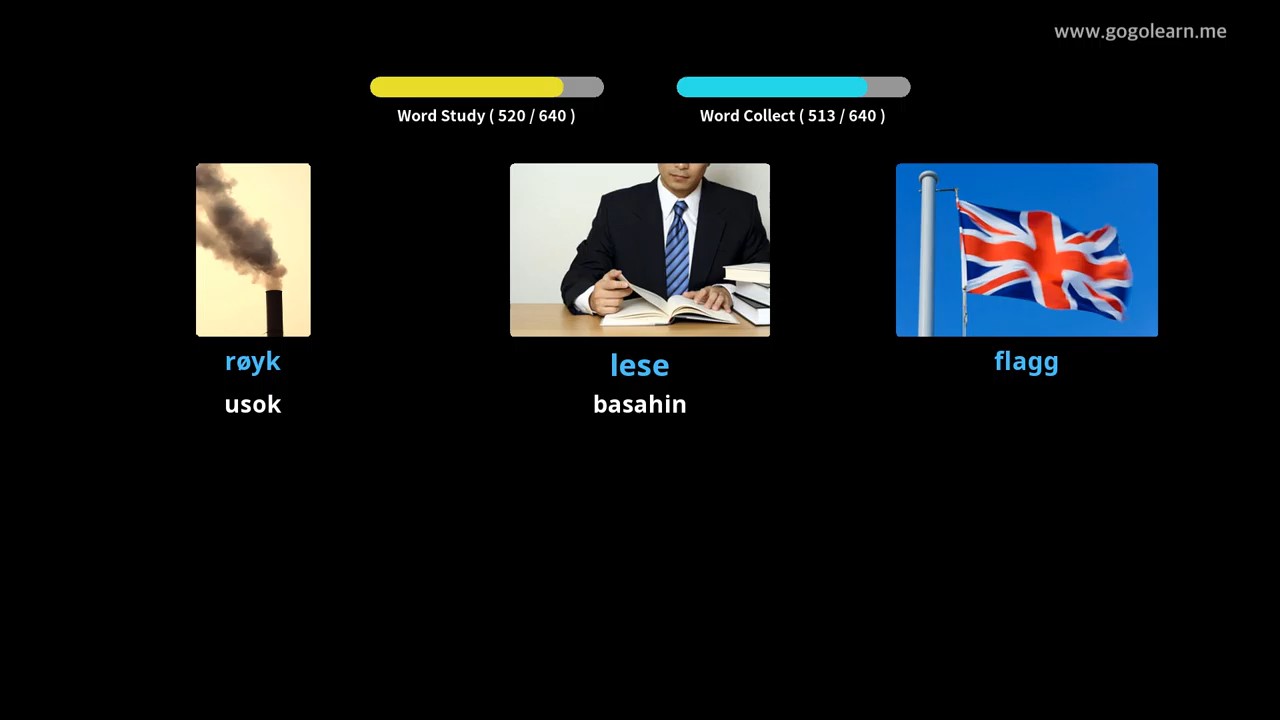 www.gogolearn.me
Word Study ( 520 / 640 )
Word Collect ( 513 / 640 )
røyk
lese
flagg
usok
basahin